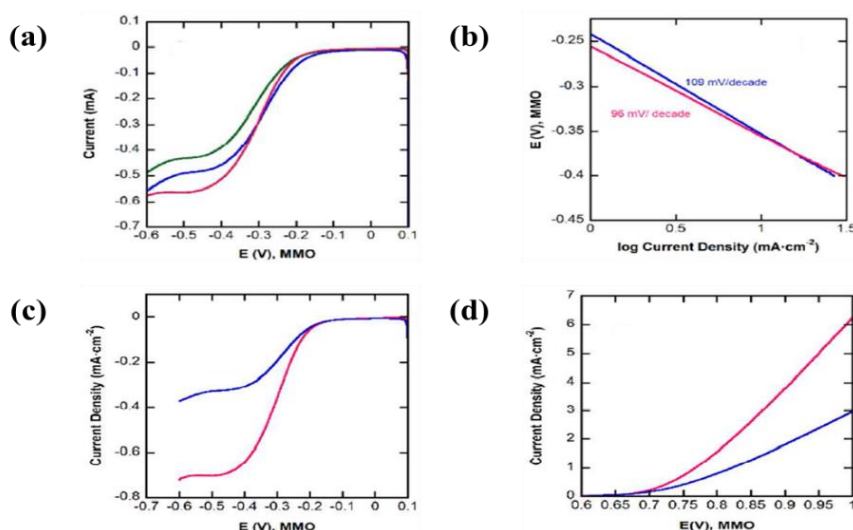 (a)
0.1
0
-0.1
-0.2
-0.3
-0.4
-0.5
-0.6
-0.7
Current (mA)
-0.6 -0.5 -0.4 -0.3 -0.2 -0.1 0 0.1
E (V), MMO
(b)
-0.25
-0.3
-0.35
-0.4
-0.45
E (V), MMO
109 mV/decade
96 mV/ decade
0 0.5 1 1.5
log Current Density (mA·cm-2)
(c)
0
-0.2
-0.4
-0.6
-0.8
Current Density (mA·cm-2)
-0.7 -0.6 -0.5 -0.4 -0.3 -0.2 -0.1 0 0.1
E (V), MMO
(d)
7
6
5
4
3
2
1
0
Current Density (mA·cm-2)
0.6 0.65 0.7 0.75 0.8 0.85 0.9 0.95 1
E(V), MMO